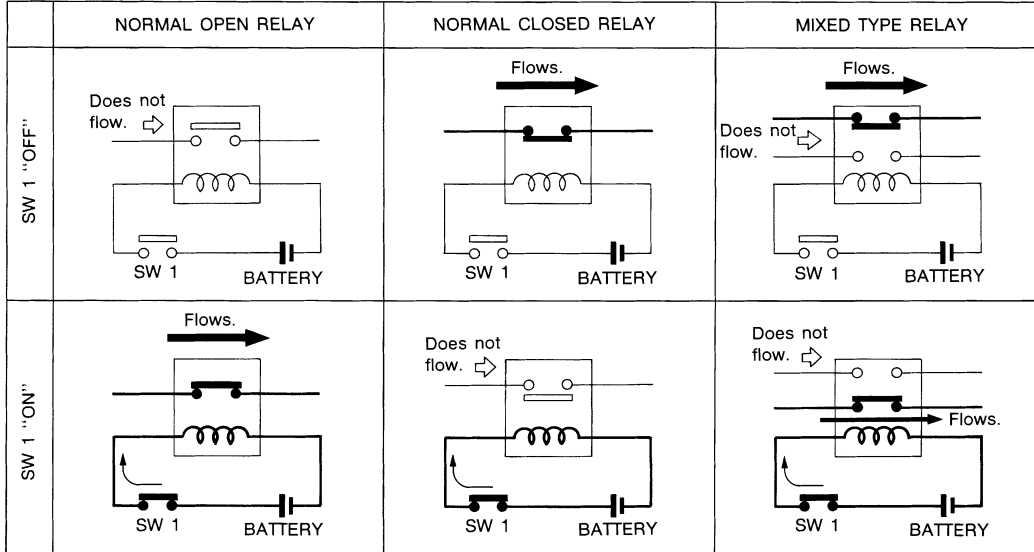 NORMAL OPEN RELAY
NORMAL CLOSED RELAY
MIXED TYPE RELAY
SW 1 "OFF"
Does not
flow.
SW 1
BATTERY
Flows.
SW 1
BATTERY
Flows.
Does not
flow.
SW 1
BATTERY
SW 1 "ON"
Flows.
SW 1
BATTERY
Does not
flow.
SW 1
BATTERY
Does not
flow.
Flows.
SW 1
BATTERY